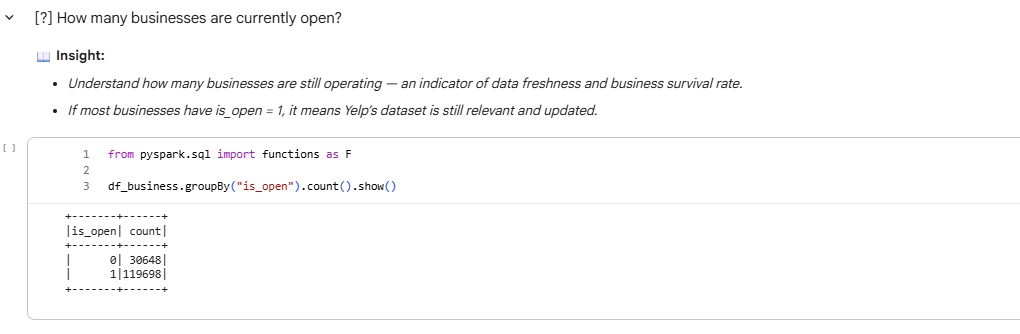 [?] How many businesses are currently open?
📖 Insight:
• Understand how many businesses are still operating — an indicator of data freshness and business survival rate.
• If most businesses have is_open = 1, it means Yelp's dataset is still relevant and updated.
[ ]
1 from pyspark.sql import functions as F
2
3 df_business.groupBy("is_open").count().show()
+-------+------+
|is_open| count|
+-------+------+
|      0| 30648|
|      1|119698|
+-------+------+